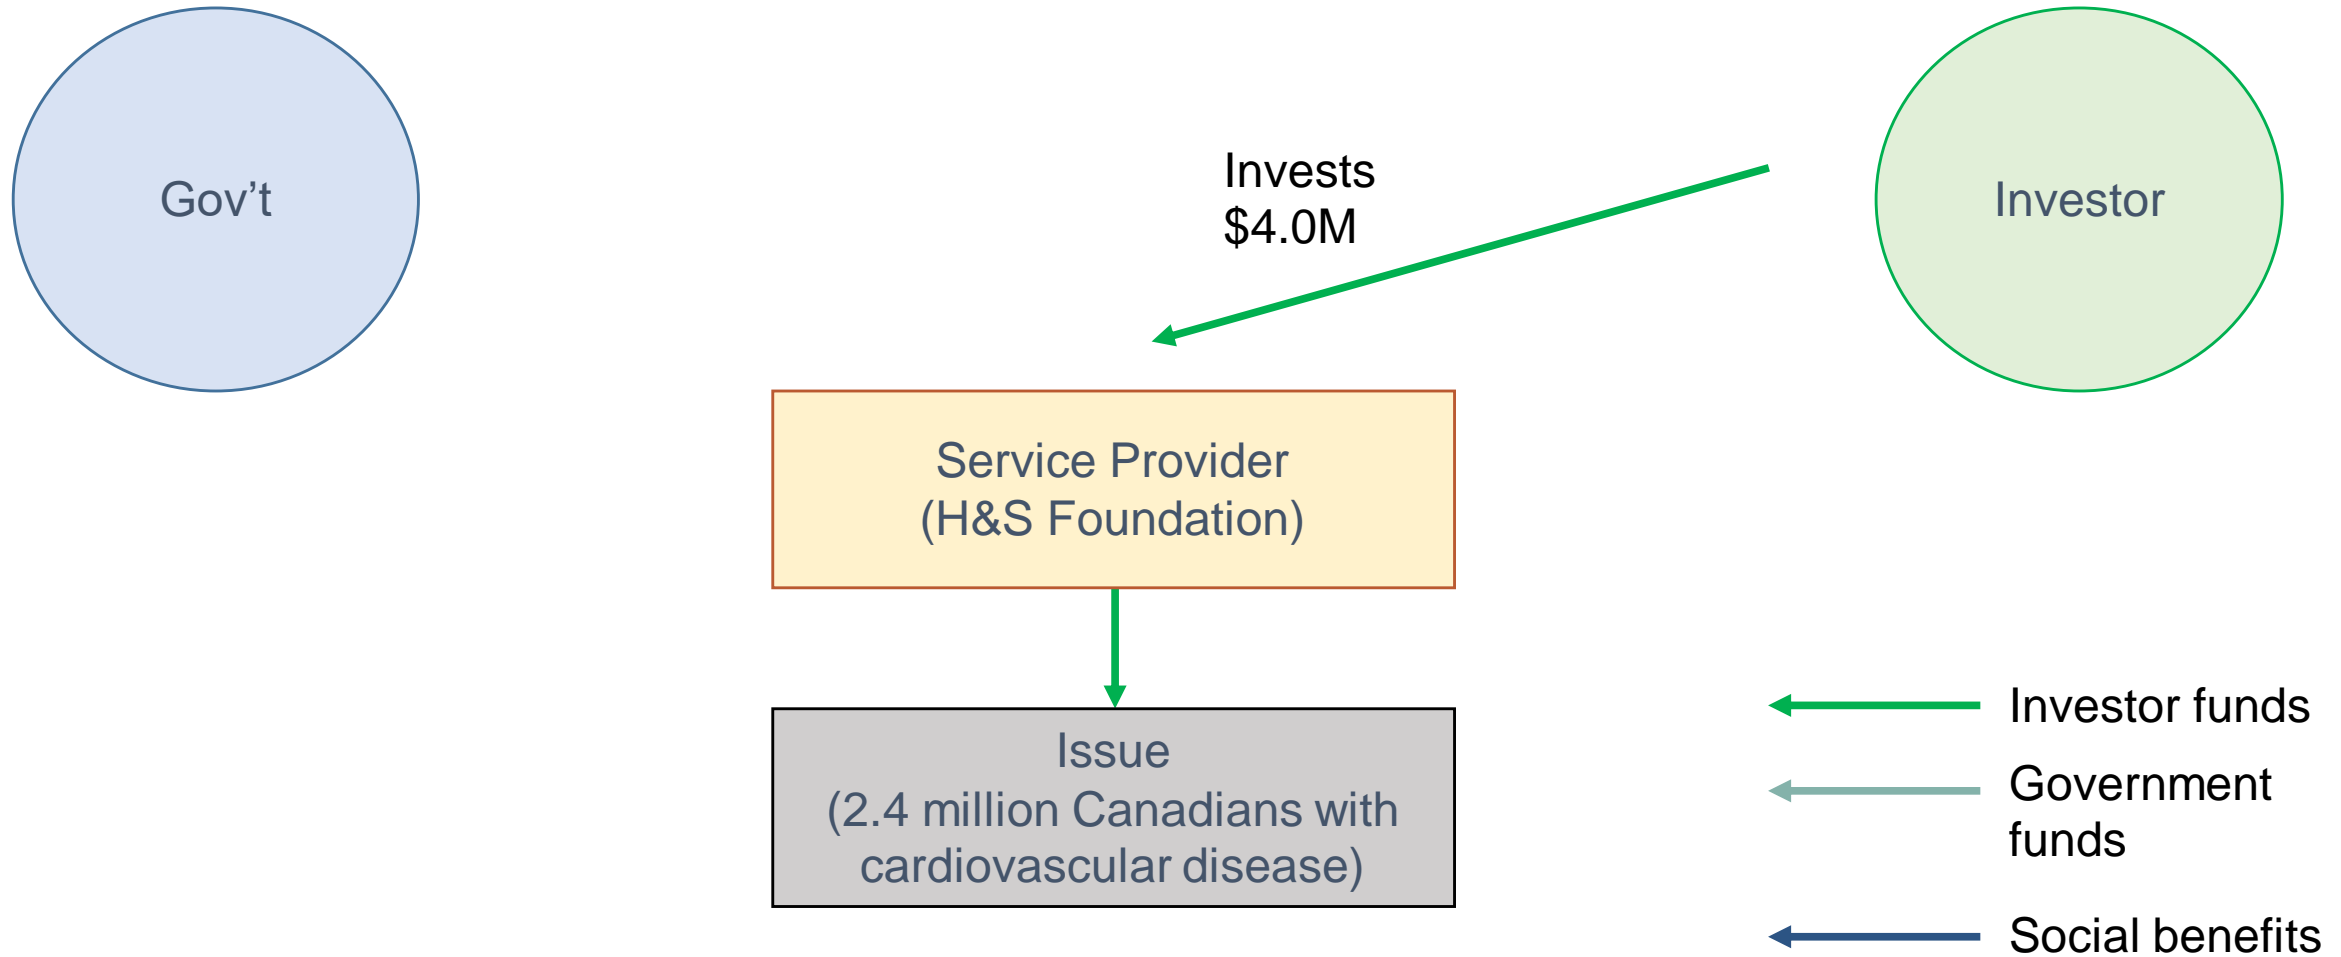 Gov’t
Invests
$4.0M
Investor
Service Provider
(H&S Foundation)
Issue
(2.4 million Canadians with
cardiovascular disease)
Investor funds
Government
funds
Social benefits